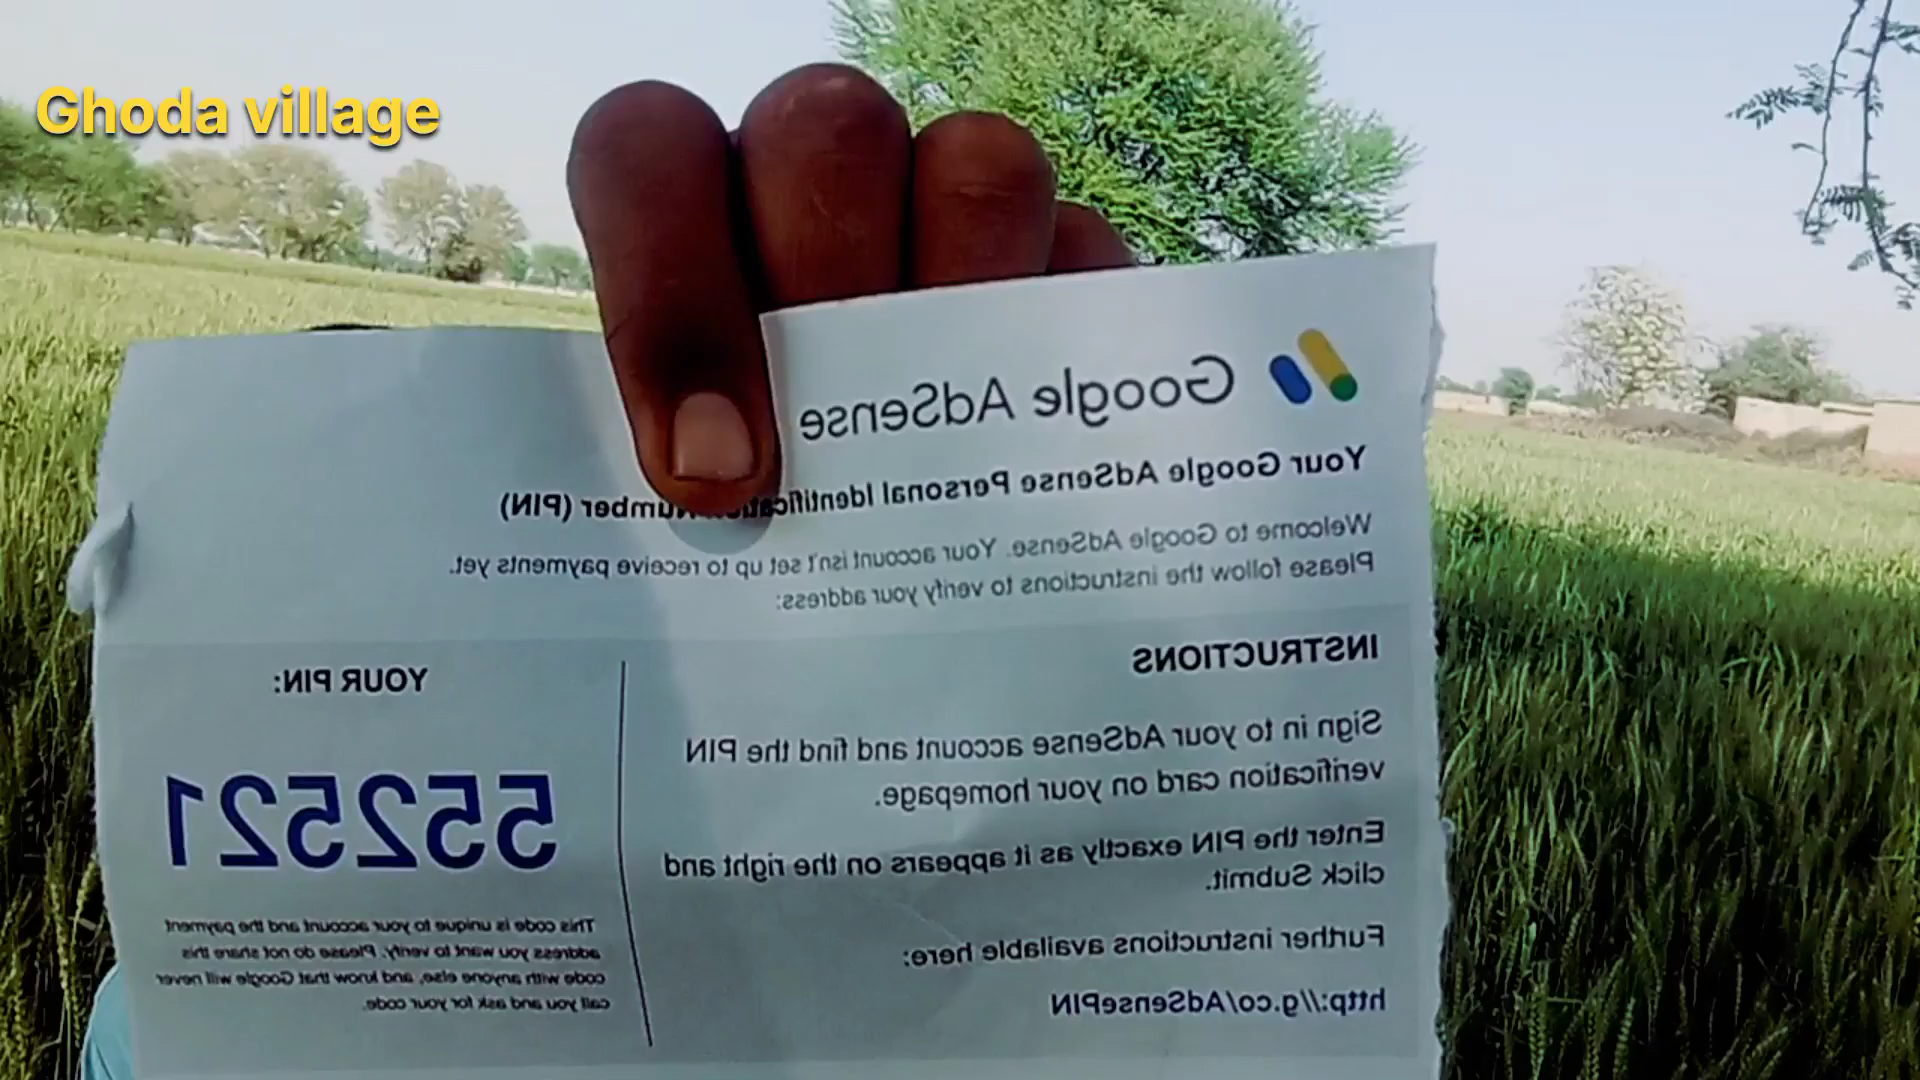 Ghoda village
Google AdSense
Your Google AdSense Personal Identification Number (PIN)
Welcome to Google AdSense. Your account isn't set up to receive payments yet.
Please follow the instructions to verify your address:
INSTRUCTIONS
Sign in to your AdSense account and find the PIN
verification card on your homepage.
Enter the PIN exactly as it appears on the right and
click Submit.
Further instructions available here:
http://g.co/AdSensePIN
YOUR PIN:
552521
This code is unique to your account and the payment
address you want to verify. Please do not share this
code with anyone else, and know that Google will never
call you and ask for your code.